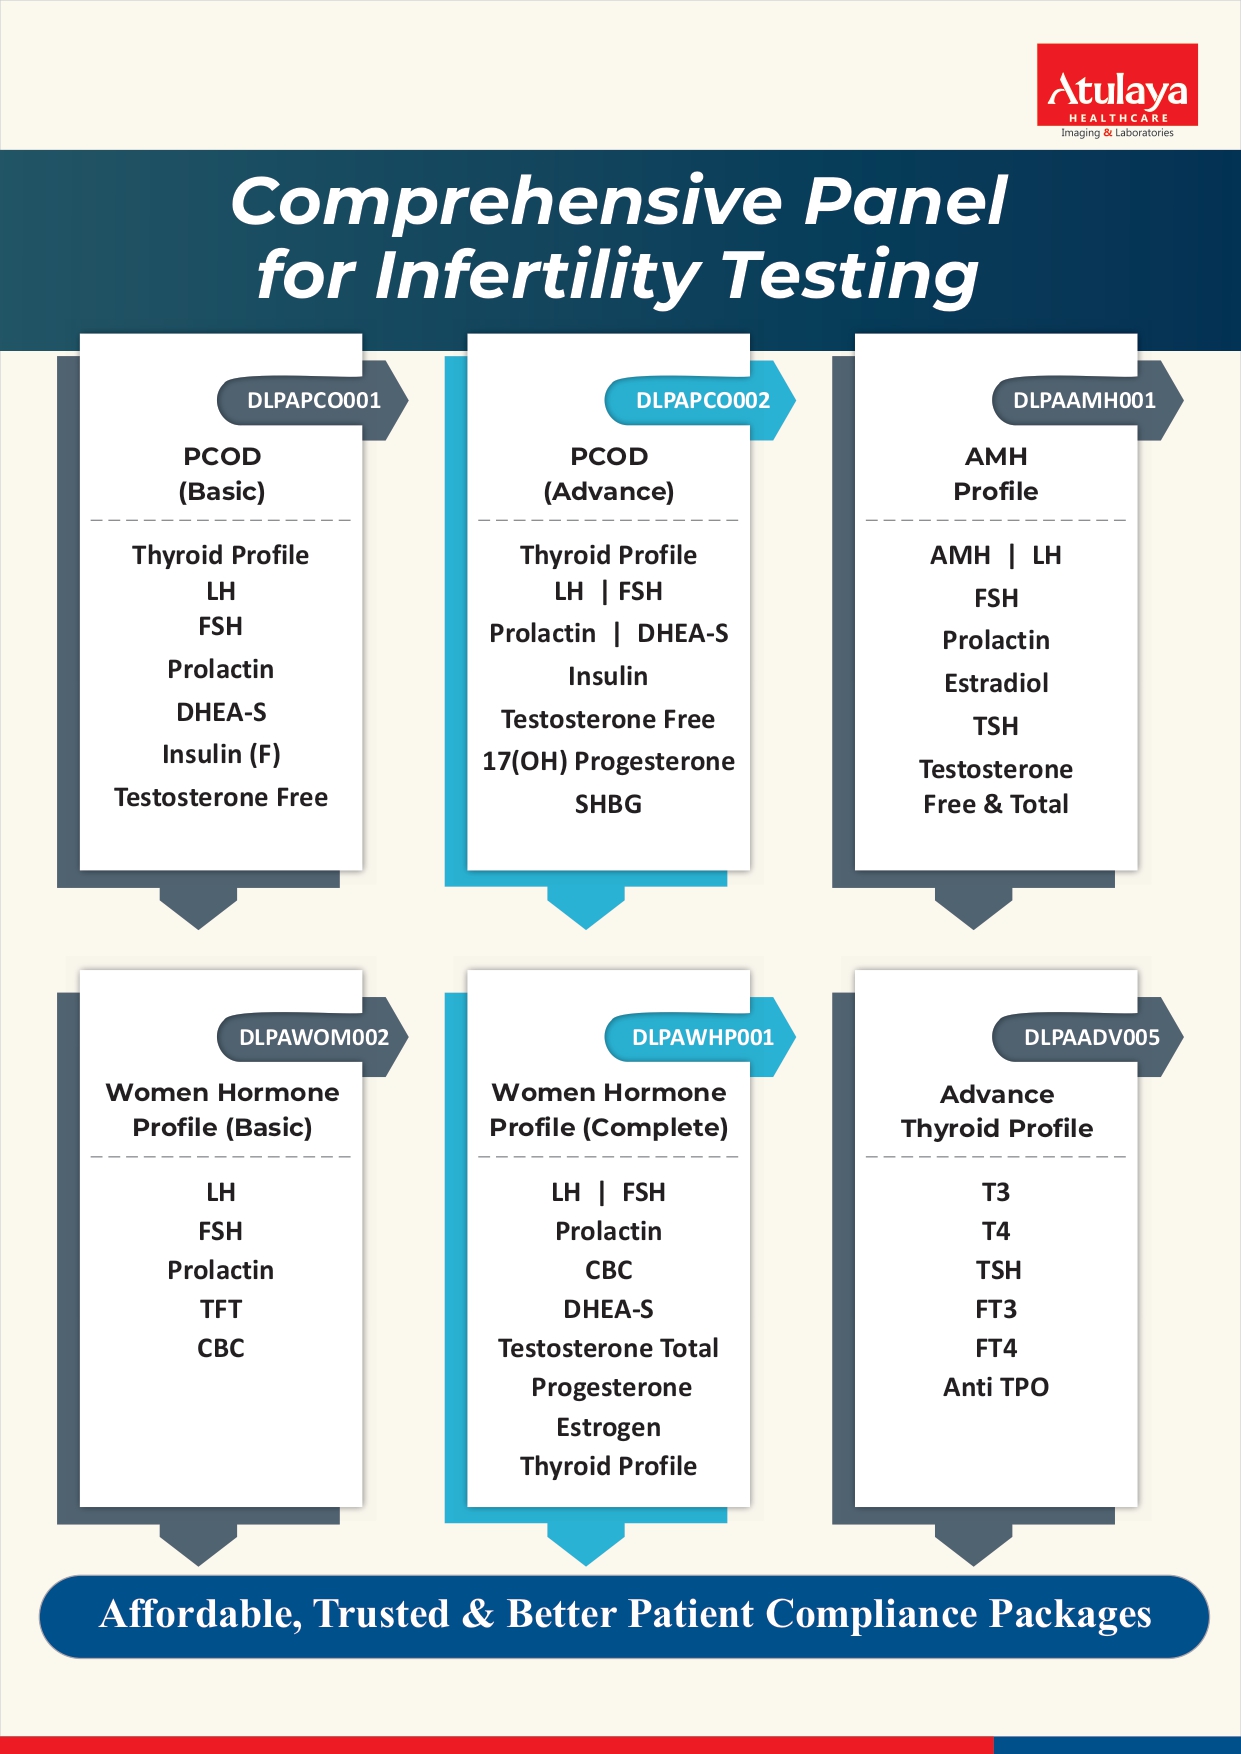 Atulaya
HEALTHCARE
Imaging & Laboratories
Comprehensive Panel
for Infertility Testing
DLPAPCO001
PCOD
(Basic)
Thyroid Profile
LH
FSH
Prolactin
DHEA-S
Insulin (F)
Testosterone Free
DLPAPCO002
PCOD
(Advance)
Thyroid Profile
LH | FSH
Prolactin | DHEA-S
Insulin
Testosterone Free
17(OH) Progesterone
SHBG
DLPAAMH001
AMH
Profile
AMH | LH
FSH
Prolactin
Estradiol
TSH
Testosterone
Free & Total
DLPAWOM002
Women Hormone
Profile (Basic)
LH
FSH
Prolactin
TFT
CBC
DLPAWHP001
Women Hormone
Profile (Complete)
LH | FSH
Prolactin
CBC
DHEA-S
Testosterone Total
Progesterone
Estrogen
Thyroid Profile
DLPAADV005
Advance
Thyroid Profile
T3
T4
TSH
FT3
FT4
Anti TPO
Affordable, Trusted & Better Patient Compliance Packages